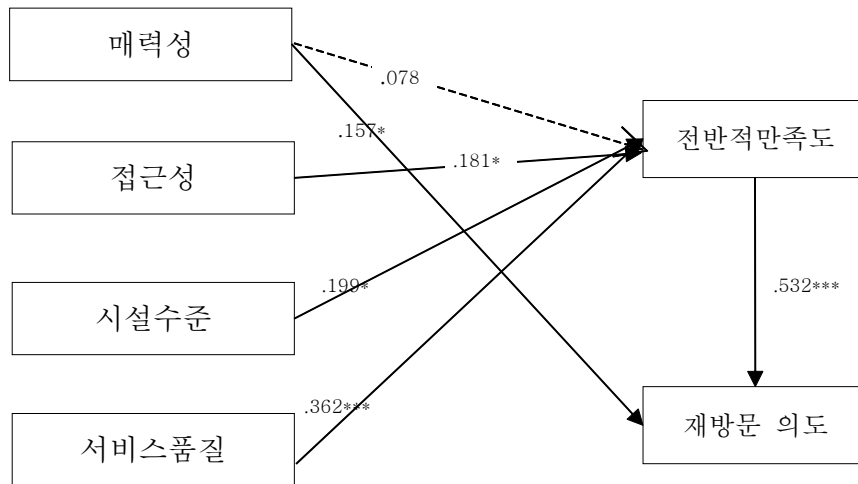 매력성
.078
.157*
전반적만족도
접근성
.181*
.199*
시설수준
.532***
.362***
서비스품질
재방문 의도